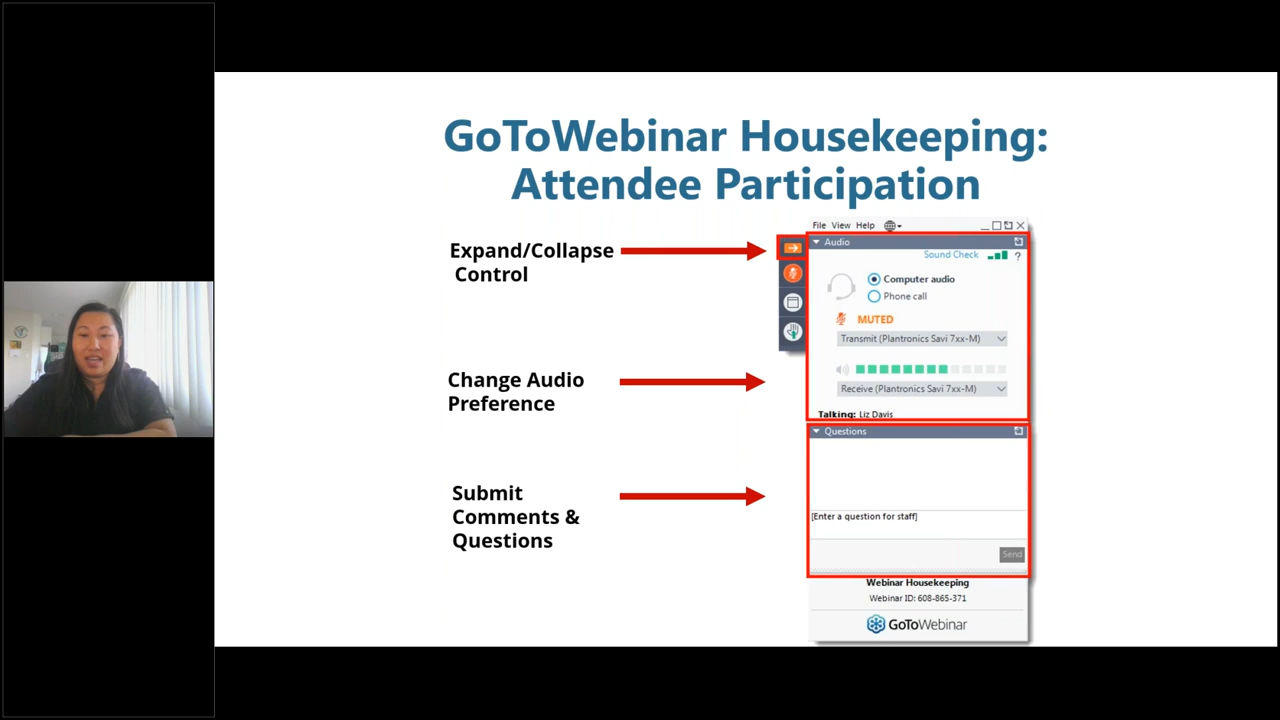 GoToWebinar Housekeeping:
Attendee Participation
Expand/Collapse
Control
Change Audio
Preference
Submit
Comments &
Questions
File View Help
Audio
Sound Check
?
Computer audio
Phone call
MUTED
Transmit (Plantronics Savi 7xx-M)
Receive (Plantronics Savi 7xx-M)
Talking: Liz Davis
Questions
[Enter a question for staff]
Send
Webinar Housekeeping
Webinar ID: 608-865-371
GoToWebinar